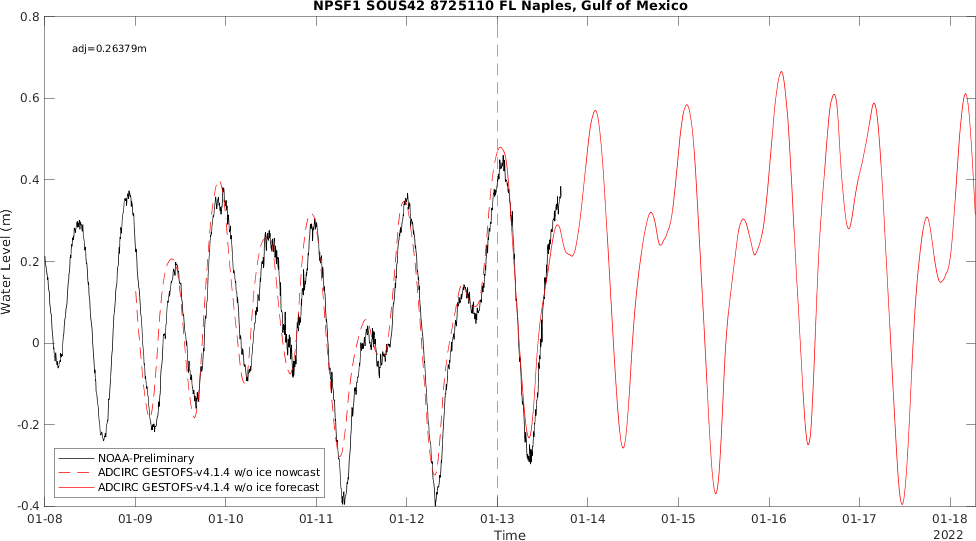 NPSF1 SOUS42 8725110 FL Naples, Gulf of Mexico
adj=0.26379m
0.8
0.6
0.4
0.2
0
-0.2
-0.4
Water Level (m)
NOAA-Preliminary
ADCIRC GESTOFS-v4.1.4 w/o ice nowcast
ADCIRC GESTOFS-v4.1.4 w/o ice forecast
01-08 01-09 01-10 01-11 01-12 01-13 01-14 01-15 01-16 01-17 01-18
Time
2022